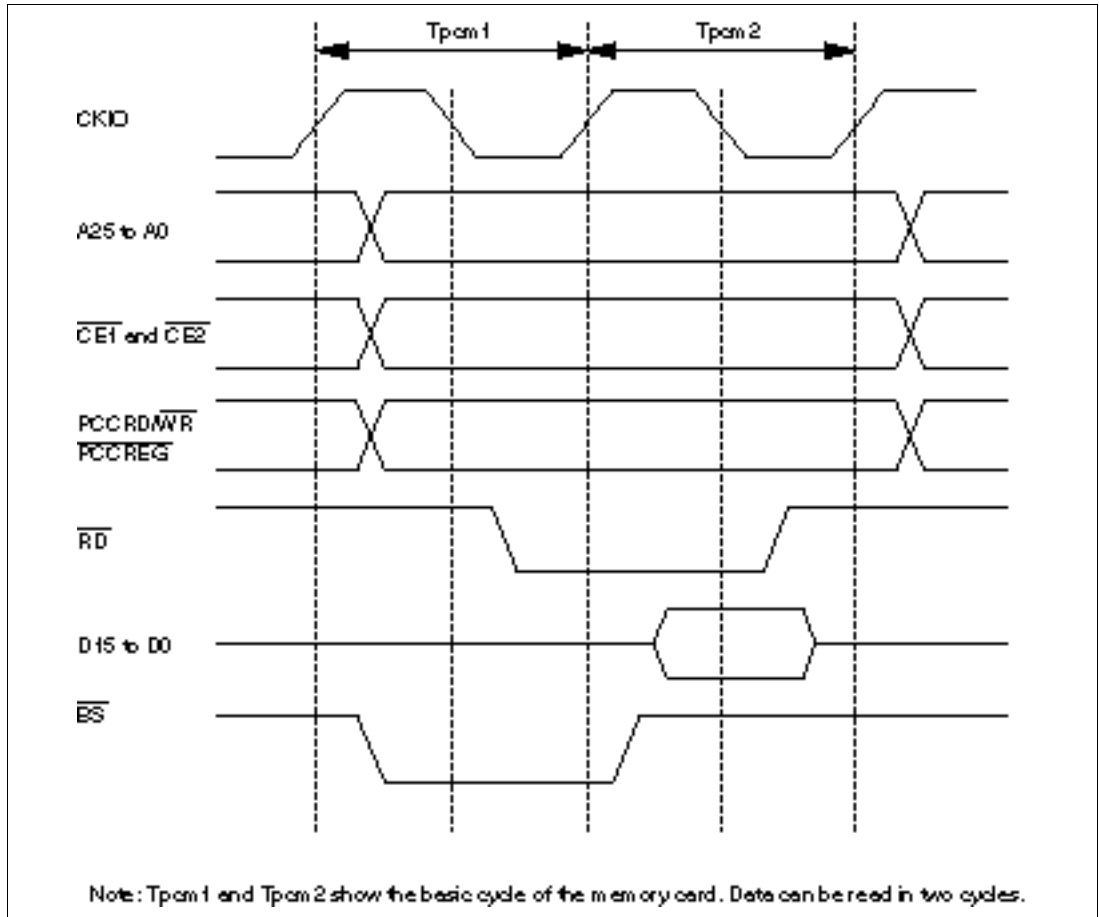 Tpcm1 Tpcm2
CKIO
A25 to A0
CE1 and CE2
PCCRD/WR
PCCREG
RD
D15 to D0
BS
Note: Tpcm1 and Tpcm2 show the basic cycle of the memory card. Data can be read in two cycles.